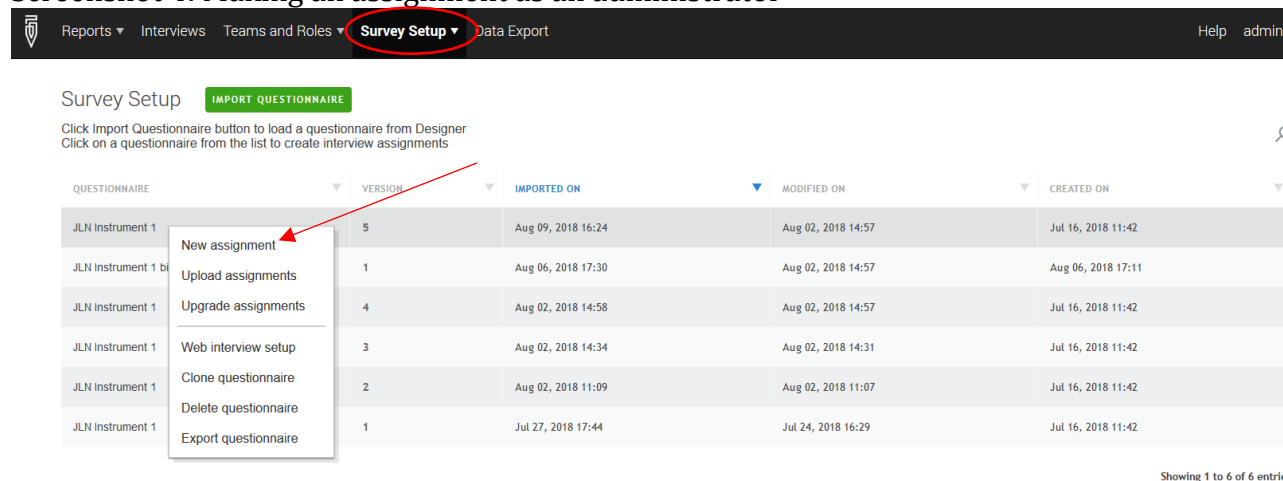 Reports ▼ Interviews Teams and Roles ▼ Survey Setup ▼ Data Export Help admin
Survey Setup IMPORT QUESTIONNAIRE
Click Import Questionnaire button to load a questionnaire from Designer
Click on a questionnaire from the list to create interview assignments
QUESTIONNAIRE VERSION IMPORTED ON MODIFIED ON CREATED ON
JLN Instrument 1 5 Aug 09, 2018 16:24 Aug 02, 2018 14:57 Jul 16, 2018 11:42
New assignment
JLN Instrument 1 bi 1 Aug 06, 2018 17:30 Aug 02, 2018 14:57 Aug 06, 2018 17:11
Upload assignments
JLN Instrument 1 4 Aug 02, 2018 14:58 Aug 02, 2018 14:57 Jul 16, 2018 11:42
Upgrade assignments
JLN Instrument 1 3 Aug 02, 2018 14:34 Aug 02, 2018 14:31 Jul 16, 2018 11:42
Web interview setup
JLN Instrument 1 2 Aug 02, 2018 11:09 Aug 02, 2018 11:07 Jul 16, 2018 11:42
Clone questionnaire
Delete questionnaire
JLN Instrument 1 1 Jul 27, 2018 17:44 Jul 24, 2018 16:29 Jul 16, 2018 11:42
Export questionnaire
Showing 1 to 6 of 6 entrie